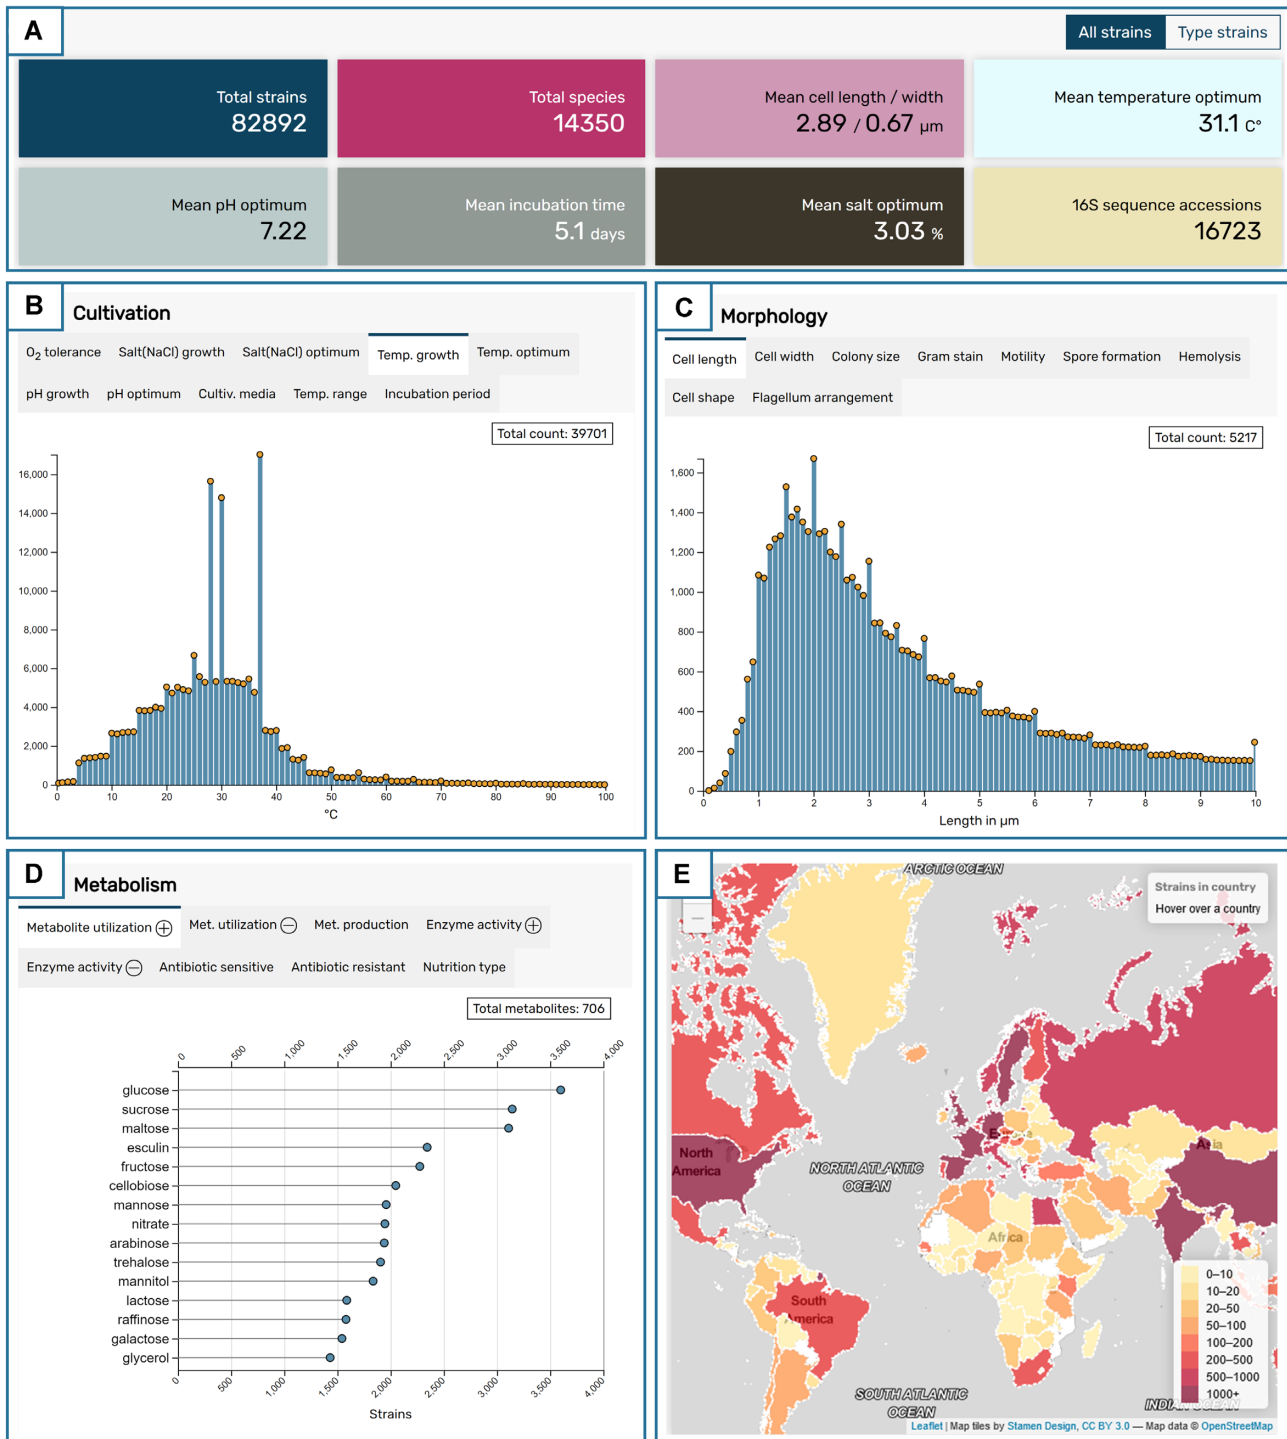 A
All strains
Type strains
Total strains
82892
Total species
14350
Mean cell length / width
2.89 / 0.67 μm
Mean temperature optimum
31.1 C°
Mean pH optimum
7.22
Mean incubation time
5.1 days
Mean salt optimum
3.03 %
16S sequence accessions
16723
B
Cultivation
O2 tolerance Salt(NaCl) growth Salt(NaCl) optimum Temp. growth Temp. optimum
pH growth pH optimum Cultiv. media Temp. range Incubation period
Total count: 39701
16,000
14,000
12,000
10,000
8,000
6,000
4,000
2,000
0
0 10 20 30 40 50 60 70 80 90 100
°C
C
Morphology
Cell length Cell width Colony size Gram stain Motility Spore formation Hemolysis
Cell shape Flagellum arrangement
Total count: 5217
1,600
1,400
1,200
1,000
800
600
400
200
0
0 1 2 3 4 5 6 7 8 9 10
Length in μm
D
Metabolism
Metabolite utilization ⊕ Met. utilization ⊖ Met. production Enzyme activity ⊕
Enzyme activity ⊖ Antibiotic sensitive Antibiotic resistant Nutrition type
Total metabolites: 706
0 500 1,000 1,500 2,000 2,500 3,000 3,500 4,000
glucose
sucrose
maltose
esculin
fructose
cellobiose
mannose
nitrate
arabinose
trehalose
mannitol
lactose
raffinose
galactose
glycerol
0 500 1,000 1,500 2,000 2,500 3,000 3,500 4,000
Strains
E
ARCTIC OCEAN
−
Strains in country
Hover over a country
Europe
Asia
North
America
NORTH ATLANTIC
OCEAN
Africa
South
America
0–10
10–20
20–50
50–100
100–200
200–500
500–1000
1000+
SOUTH ATLANTIC
OCEAN
INDIAN OCEAN
Leaflet | Map tiles by Stamen Design, CC BY 3.0 — Map data © OpenStreetMap